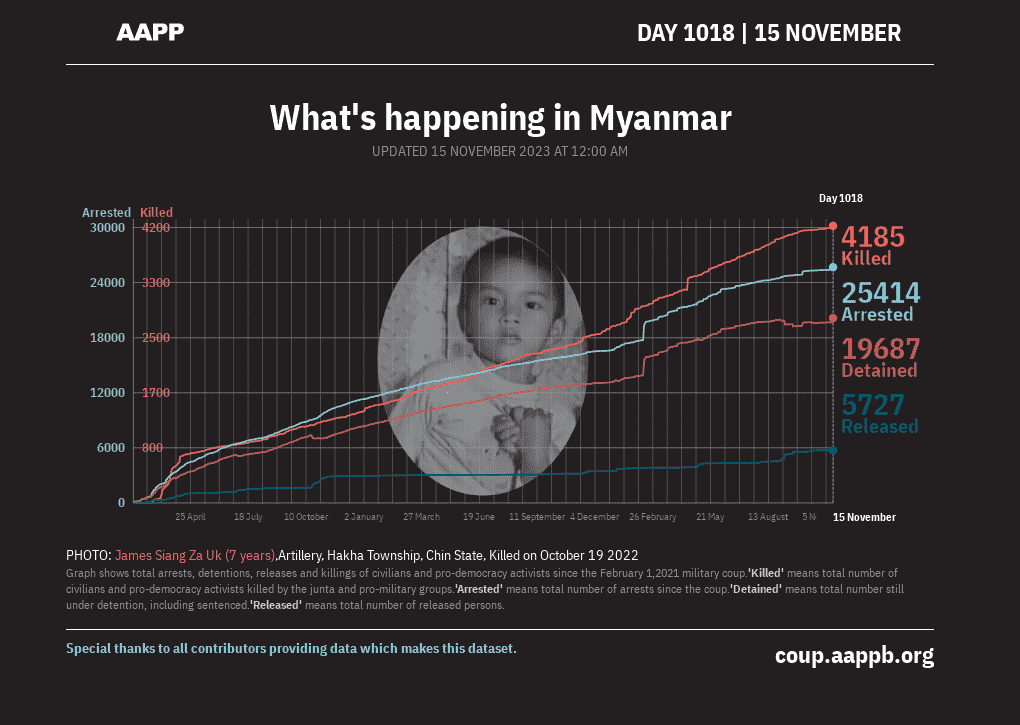 AAPP
DAY 1018 | 15 NOVEMBER
What's happening in Myanmar
UPDATED 15 NOVEMBER 2023 AT 12:00 AM
Day 1018
Arrested Killed
30000 4200
24000 3300
18000 2500
12000 1700
6000 800
0
4185
Killed
25414
Arrested
19687
Detained
5727
Released
25 April 18 July 10 October 2 January 27 March 19 June 11 September 4 December 26 February 21 May 13 August 15 November
PHOTO: James Siang Za Uk (7 years),Artillery, Hakha Township, Chin State, Killed on October 19 2022
Graph shows total arrests, detentions, releases and killings of civilians and pro-democracy activists since the February 1,2021 military coup.'Killed' means total number of
civilians and pro-democracy activists killed by the junta and pro-military groups.'Arrested' means total number of arrests since the coup.'Detained' means total number still
under detention, including sentenced.'Released' means total number of released persons.
Special thanks to all contributors providing data which makes this dataset.
coup.aappb.org